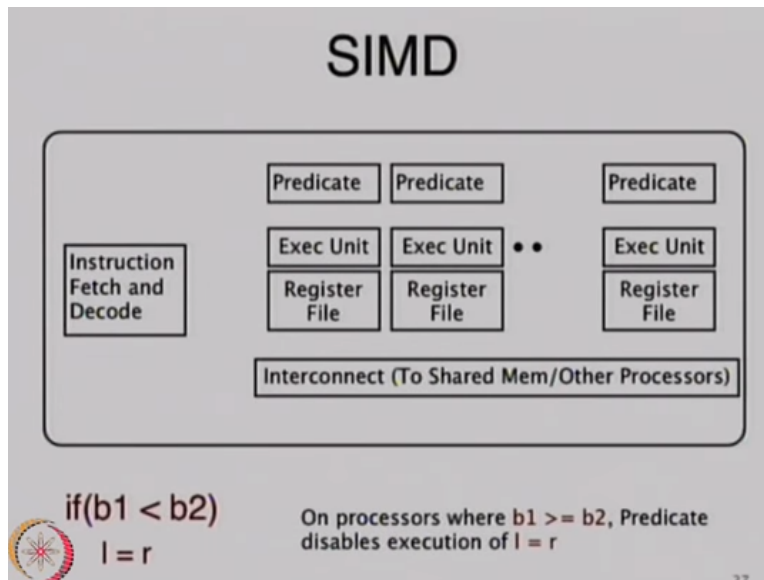 SIMD
Predicate Predicate Predicate
Exec Unit Exec Unit •• Exec Unit
Instruction
Fetch and
Decode
Register
File
Register
File
Register
File
Interconnect (To Shared Mem/Other Processors)
if(b1 < b2)
l = r
On processors where b1 >= b2, Predicate
disables execution of l = r